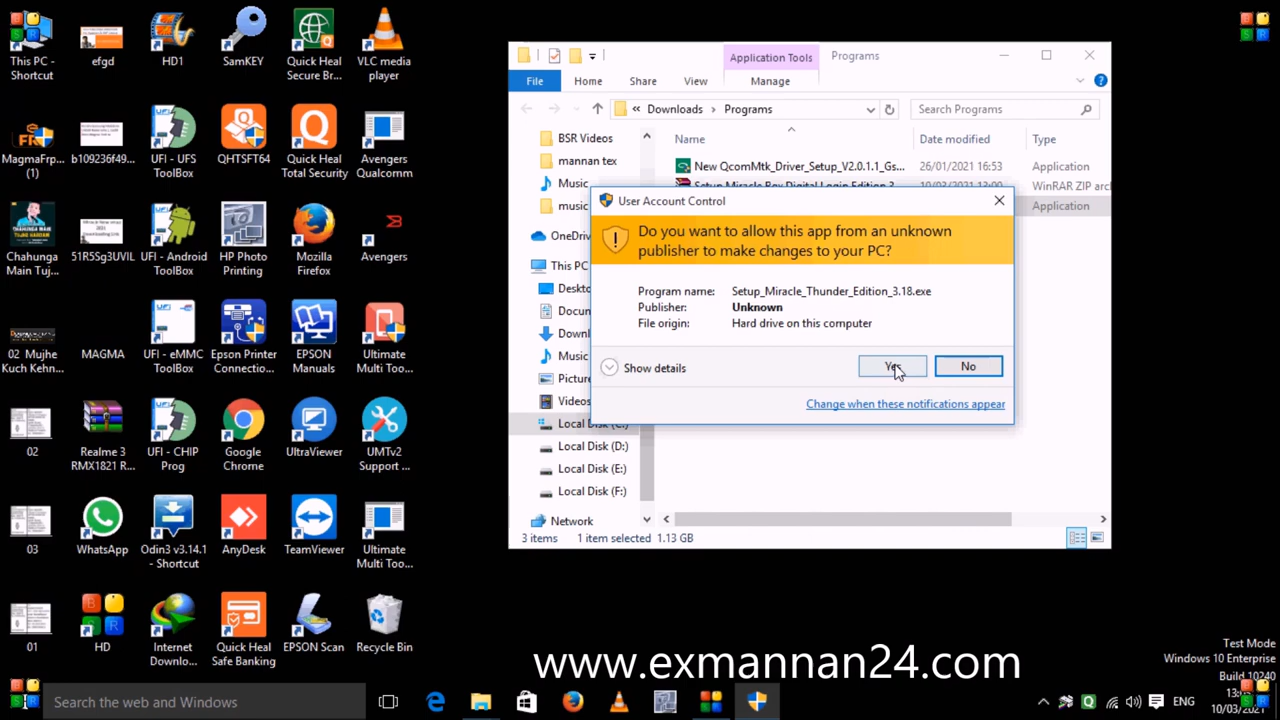 This PC -
Shortcut
efgd
HD1
SamKEY
Quick Heal
Secure Br...
VLC media
player
MagmaFrp...
(1)
b109236f49...
UFI - UFS
ToolBox
QHTSFT64
Quick Heal
Total Security
Avengers
Qualcomm
Chahunga
Main Tuj...
51R5Sg3UVIL
UFI - Android
ToolBox
HP Photo
Printing
Mozilla
Firefox
Avengers
02 Mujhe
Kuch Kehn...
MAGMA
UFI - eMMC
ToolBox
Epson Printer
Connectio...
EPSON
Manuals
Ultimate
Multi Too...
02
Realme 3
RMX1821 R...
UFI - CHIP
Prog
Google
Chrome
UltraViewer
UMTv2
Support ...
03
WhatsApp
Odin3 v3.14.1
- Shortcut
AnyDesk
TeamViewer
Ultimate
Multi Too...
01
HD
Internet
Downlo...
Quick Heal
Safe Banking
EPSON Scan
Recycle Bin
Application Tools
Programs
File
Home
Share
View
Manage
« Downloads > Programs
Search Programs
BSR Videos
mannan tex
Music
music
OneDriv
This PC
Deskto
Docun
Downl
Music
Picture
Videos
Local Disk (C:)
Local Disk (D:)
Local Disk (E:)
Local Disk (F:)
Network
Name
Date modified
Type
New QcomMtk_Driver_Setup_V2.0.1.1_Gs...
26/01/2021 16:53
Application
Setup Miracle Box Digital Login Edition 3
10/03/2021 13:00
WinRAR ZIP arc
Application
User Account Control
Do you want to allow this app from an unknown
publisher to make changes to your PC?
Program name: Setup_Miracle_Thunder_Edition_3.18.exe
Publisher: Unknown
File origin: Hard drive on this computer
Show details
Yes
No
Change when these notifications appear
3 items
1 item selected 1.13 GB
www.exmannan24.com
Test Mode
Windows 10 Enterprise
Build 10240
Search the web and Windows
ENG
10/03/2021